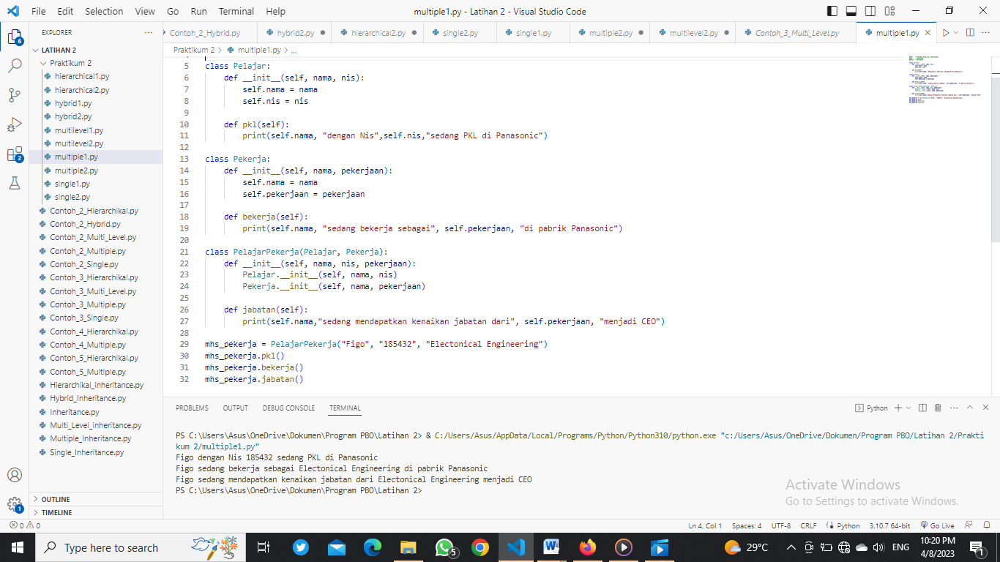 File Edit Selection View Go Run Terminal Help multiple1.py - Latihan 2 - Visual Studio Code
EXPLORER
Contoh_2_Hybrid.py hybrid2.py hierarchical2.py single2.py single1.py multiple2.py multilevel2.py Contoh_3_Multi_Level.py multiple1.py
LATIHAN 2
Praktikum 2
hierarchical1.py
hierarchical2.py
hybrid1.py
hybrid2.py
multilevel1.py
multilevel2.py
multiple1.py
multiple2.py
single1.py
single2.py
Contoh_2_Hierarchikal.py
Contoh_2_Hybrid.py
Contoh_2_Multi_Level.py
Contoh_2_Multiple.py
Contoh_2_Single.py
Contoh_3_Hierarchikal.py
Contoh_3_Multi_Level.py
Contoh_3_Multiple.py
Contoh_3_Single.py
Contoh_4_Hierarchikal.py
Contoh_4_Multiple.py
Contoh_5_Hierarchikal.py
Contoh_5_Multiple.py
Hierarchikal_inheritance.py
Hybrid_Inheritance.py
Inheritance.py
Multi_Level_inheritance.py
Multiple_Inheritance.py
Single_Inheritance.py
OUTLINE
TIMELINE
Praktikum 2 > multiple1.py > ...
5 class Pelajar:
6 def __init__(self, nama, nis):
7 self.nama = nama
8 self.nis = nis
9
10 def pkl(self):
11 print(self.nama, "dengan Nis",self.nis,"sedang PKL di Panasonic")
12
13 class Pekerja:
14 def __init__(self, nama, pekerjaan):
15 self.nama = nama
16 self.pekerjaan = pekerjaan
17
18 def bekerja(self):
19 print(self.nama, "sedang bekerja sebagai", self.pekerjaan, "di pabrik Panasonic")
20
21 class PelajarPekerja(Pelajar, Pekerja):
22 def __init__(self, nama, nis, pekerjaan):
23 Pelajar.__init__(self, nama, nis)
24 Pekerja.__init__(self, nama, pekerjaan)
25
26 def jabatan(self):
27 print(self.nama,"sedang mendapatkan kenaikan jabatan dari", self.pekerjaan, "menjadi CEO")
28
29 mhs_pekerja = PelajarPekerja("Figo", "185432", "Electonical Engineering")
30 mhs_pekerja.pkl()
31 mhs_pekerja.bekerja()
32 mhs_pekerja.jabatan()
PROBLEMS OUTPUT DEBUG CONSOLE TERMINAL Python
PS C:\Users\Asus\OneDrive\Dokumen\Program PBO\Latihan 2> & C:/Users/Asus/AppData/Local/Programs/Python/Python310/python.exe "c:/Users/Asus/OneDrive/Dokumen/Program PBO/Latihan 2/Prakti
kum 2/multiple1.py"
Figo dengan Nis 185432 sedang PKL di Panasonic
Figo sedang bekerja sebagai Electonical Engineering di pabrik Panasonic
Figo sedang mendapatkan kenaikan jabatan dari Electonical Engineering menjadi CEO
PS C:\Users\Asus\OneDrive\Dokumen\Program PBO\Latihan 2>
Activate Windows
Go to Settings to activate Windows.
6
2
1
0 0 Ln 4, Col 1 Spaces: 4 UTF-8 CRLF Python 3.10.7 64-bit Go Live
Type here to search 5 29°C ENG 10:20 PM 1
4/8/2023